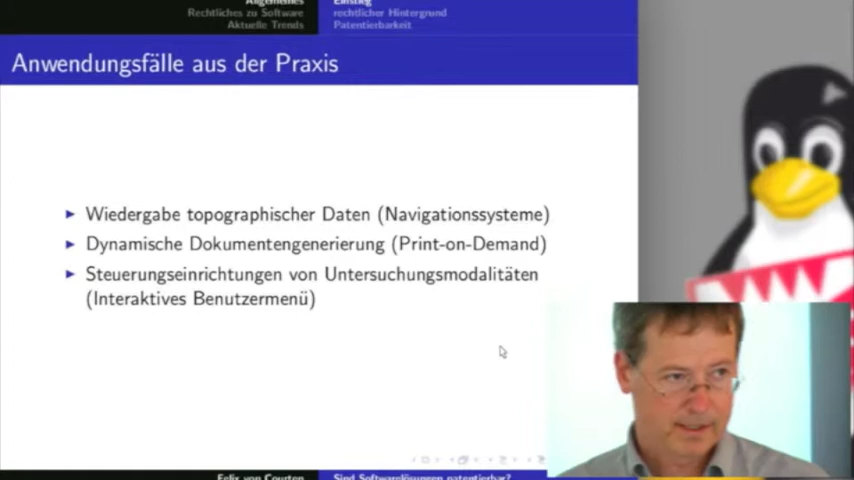 Allgemeines
Rechtliches zu Software
Aktuelle Trends
Einstieg
rechtlicher Hintergrund
Patentierbarkeit
Anwendungsfälle aus der Praxis
Wiedergabe topographischer Daten (Navigationssysteme)
Dynamische Dokumentengenerierung (Print-on-Demand)
Steuerungseinrichtungen von Untersuchungsmodalitäten
(Interaktives Benutzermenü)
Felix von Courten
Sind Softwarelösungen patentierbar?